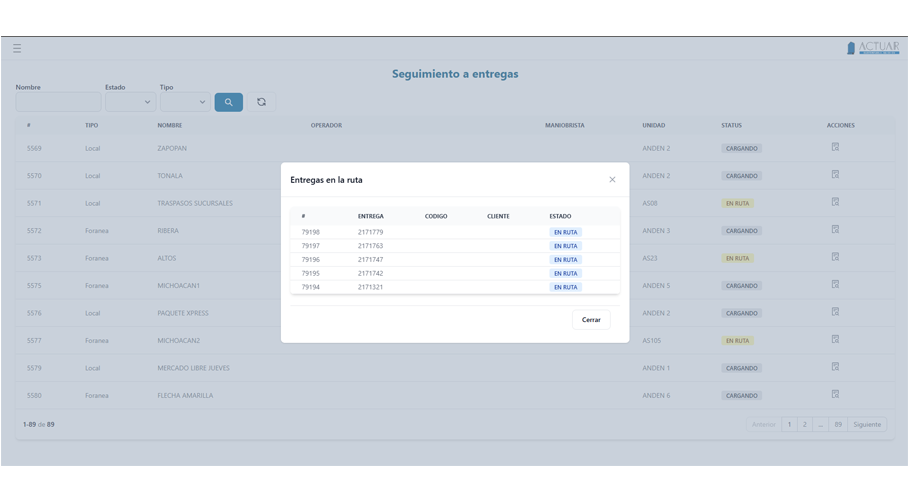 ACTUAR
Seguimiento a entregas
Nombre Estado Tipo
# TIPO NOMBRE OPERADOR MANIOBRISTA UNIDAD STATUS ACCIONES
5569 Local ZAPOPAN ANDEN 2 CARGANDO
5570 Local TONALA ANDEN 2 CARGANDO
5571 Local TRASPASOS SUCURSALES AS08 EN RUTA
5572 Foranea RIBERA ANDEN 3 CARGANDO
5573 Foranea ALTOS AS23 EN RUTA
5575 Foranea MICHOACAN1 ANDEN 5 CARGANDO
5576 Local PAQUETE XPRESS ANDEN 2 CARGANDO
5577 Foranea MICHOACAN2 AS105 EN RUTA
5579 Local MERCADO LIBRE JUEVES ANDEN 1 CARGANDO
5580 Foranea FLECHA AMARILLA ANDEN 6 CARGANDO
1-89 de 89
Anterior 1 2 ... 89 Siguiente
Entregas en la ruta
# ENTREGA CODIGO CLIENTE ESTADO
79198 2171779 EN RUTA
79197 2171763 EN RUTA
79196 2171747 EN RUTA
79195 2171742 EN RUTA
79194 2171321 EN RUTA
Cerrar